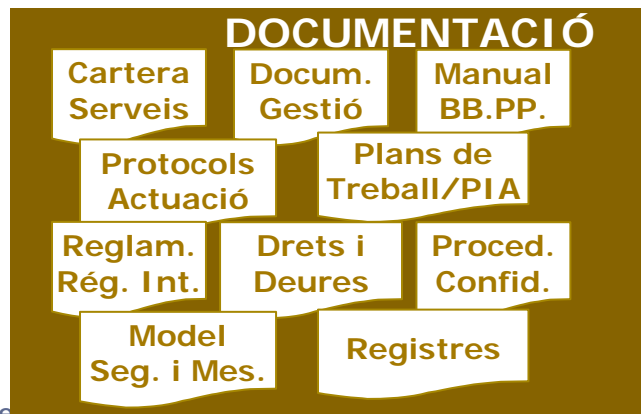 DOCUMENTACIÓ
Cartera
Serveis
Docum.
Gestió
Manual
BB.PP.
Protocols
Actuació
Plans de
Treball/PIA
Reglam.
Rég. Int.
Drets i
Deures
Proced.
Confid.
Model
Seg. i Mes.
Registres